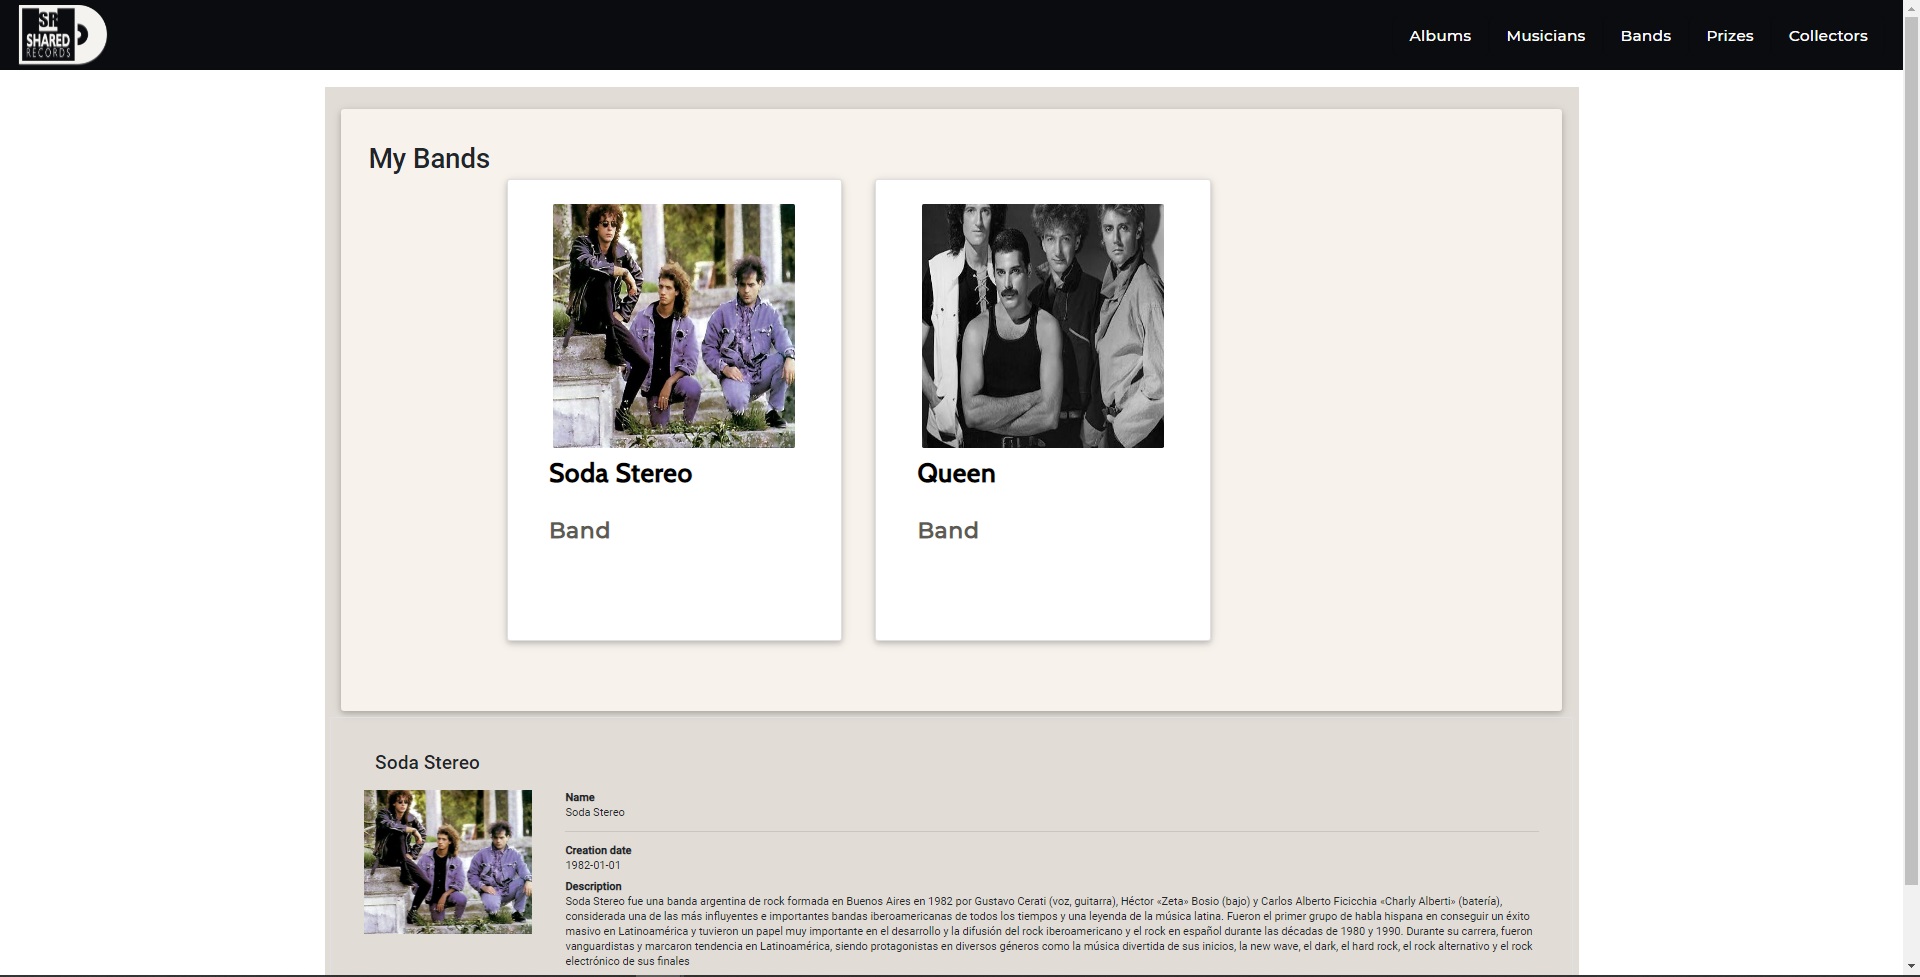 SR
SHARED
RECORDS
Albums Musicians Bands Prizes Collectors
My Bands
Soda Stereo
Band
Queen
Band
Soda Stereo
Name
Soda Stereo
Creation date
1982-01-01
Description
Soda Stereo fue una banda argentina de rock formada en Buenos Aires en 1982 por Gustavo Cerati (voz, guitarra), Héctor «Zeta» Bosio (bajo) y Carlos Alberto Ficicchia «Charly Alberti» (batería),
considerada una de las más influyentes e importantes bandas iberoamericanas de todos los tiempos y una leyenda de la música latina. Fueron el primer grupo de habla hispana en conseguir un éxito
masivo en Latinoamérica y tuvieron un papel muy importante en el desarrollo y la difusión del rock iberoamericano y el rock en español durante las décadas de 1980 y 1990. Durante su carrera, fueron
vanguardistas y marcaron tendencia en Latinoamérica, siendo protagonistas en diversos géneros como la música divertida de sus inicios, la new wave, el dark, el hard rock, el rock alternativo y el rock
electrónico de sus finales